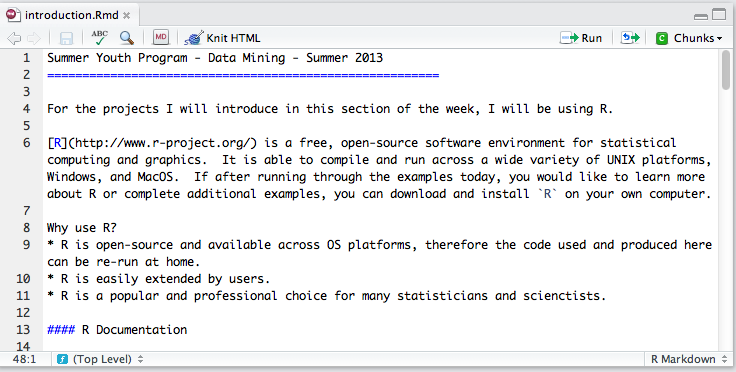 introduction.Rmd
ABC
MD
Knit HTML
Run
C Chunks
1 Summer Youth Program - Data Mining - Summer 2013
2 ========================================================
3
4 For the projects I will introduce in this section of the week, I will be using R.
5
6 [R](http://www.r-project.org/) is a free, open-source software environment for statistical
computing and graphics.  It is able to compile and run across a wide variety of UNIX platforms,
Windows, and MacOS.  If after running through the examples today, you would like to learn more
about R or complete additional examples, you can download and install `R` on your own computer.
7
8 Why use R?
9 * R is open-source and available across OS platforms, therefore the code used and produced here
can be re-run at home.
10 * R is easily extended by users.
11 * R is a popular and professional choice for many statisticians and scienctists.
12
13 #### R Documentation
14
48:1 (Top Level) R Markdown